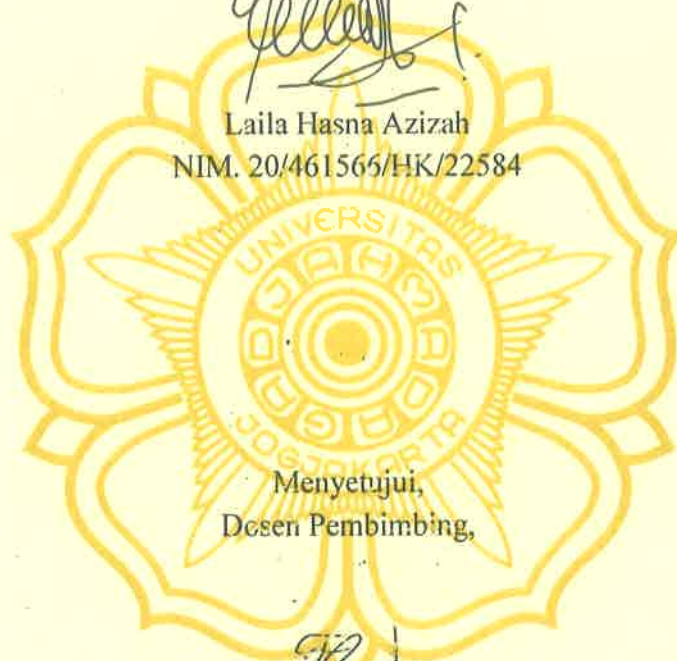 Laila Hasna Azizah
NIM. 20/461566/HK/22584
UNIVERSITAS
GADJAH MADA
JOGJAKARTA
Menyetujui,
Dosen Pembimbing,